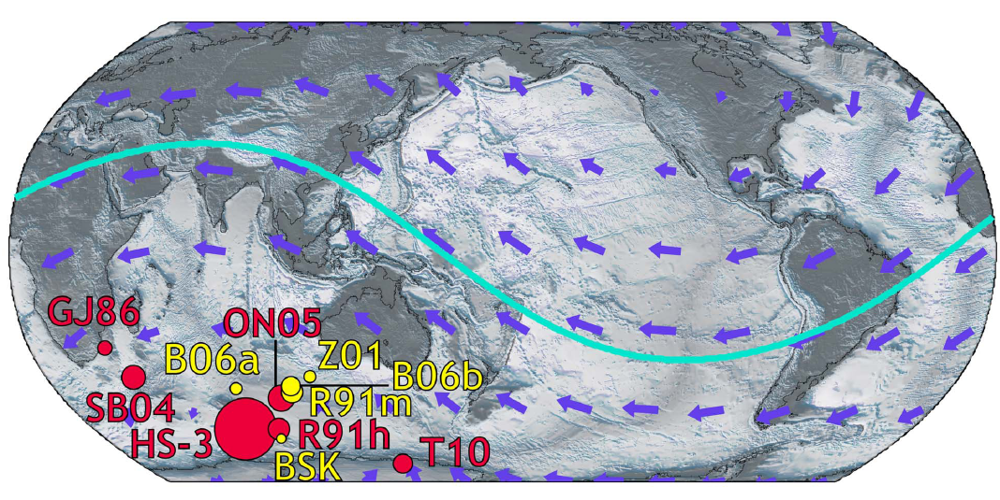 GJ86
ON05
B06a
Z01
B06b
SB04
R91m
HS-3
R91h
T10
BSK